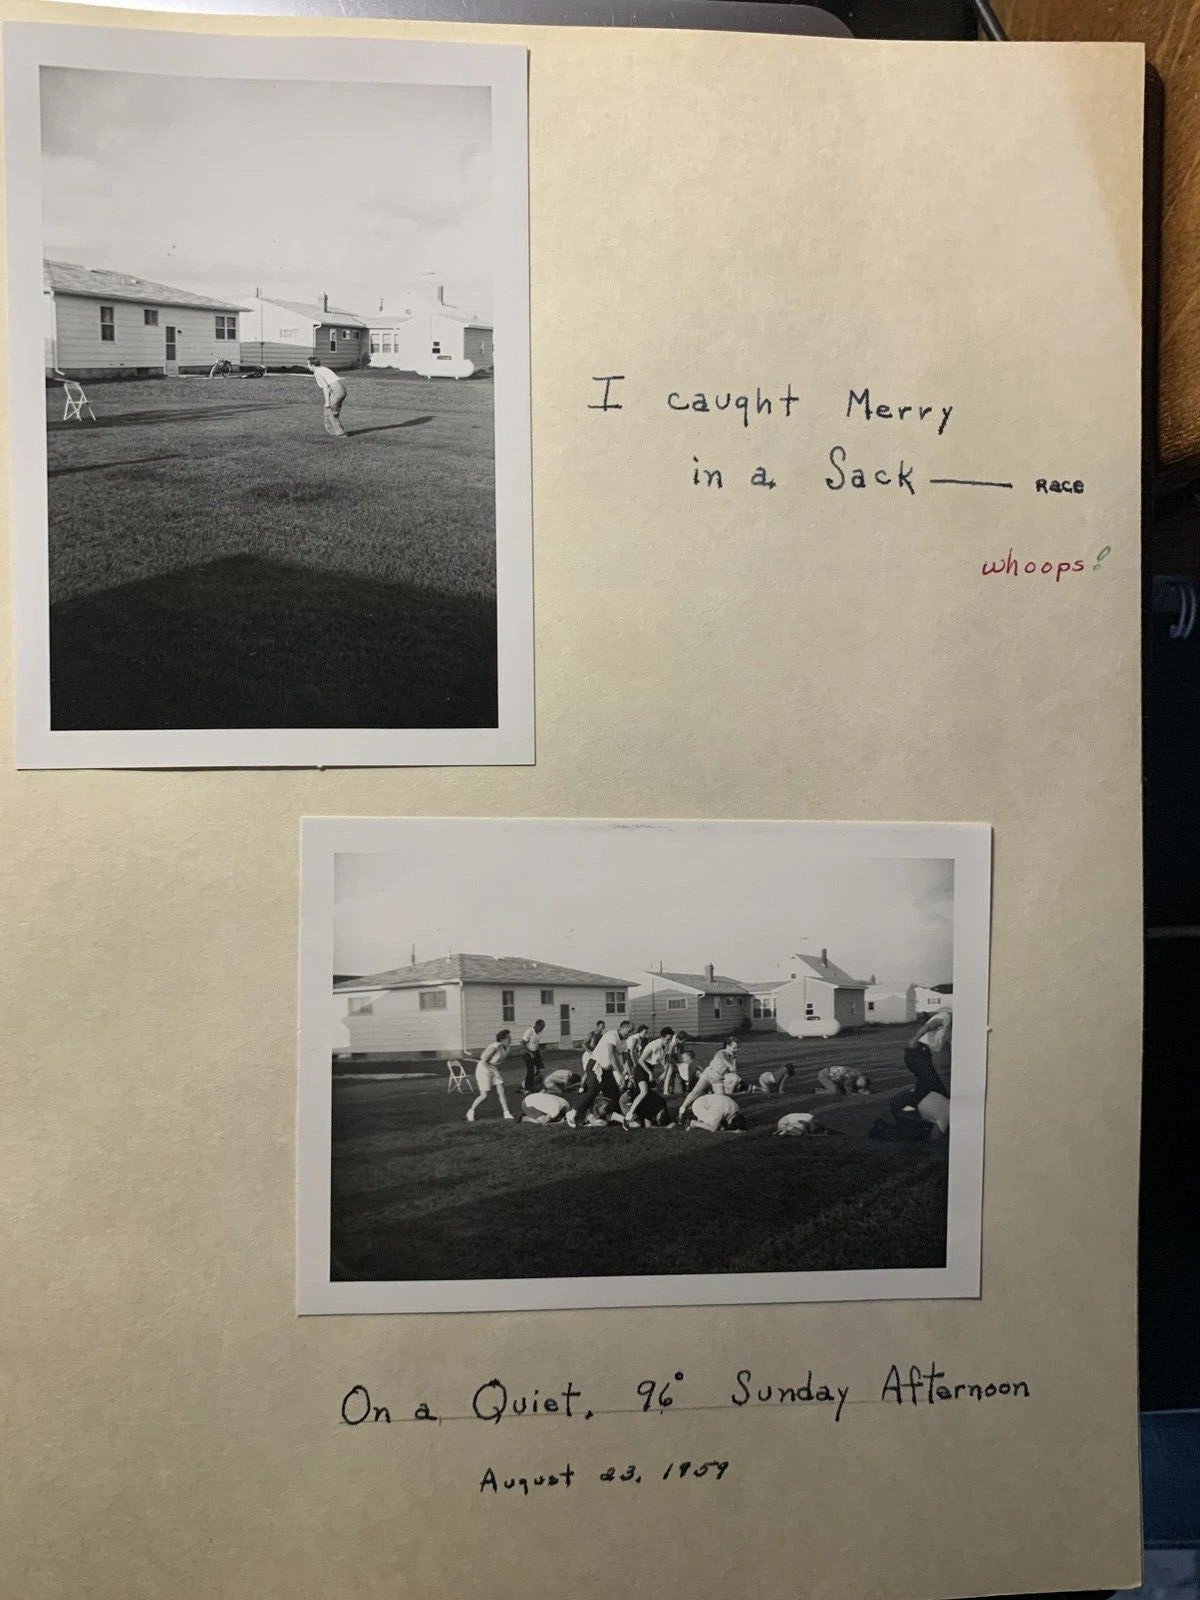 I caught Merry
in a Sack — RACE
whoops!
On a Quiet, 96° Sunday Afternoon
August 23, 1959